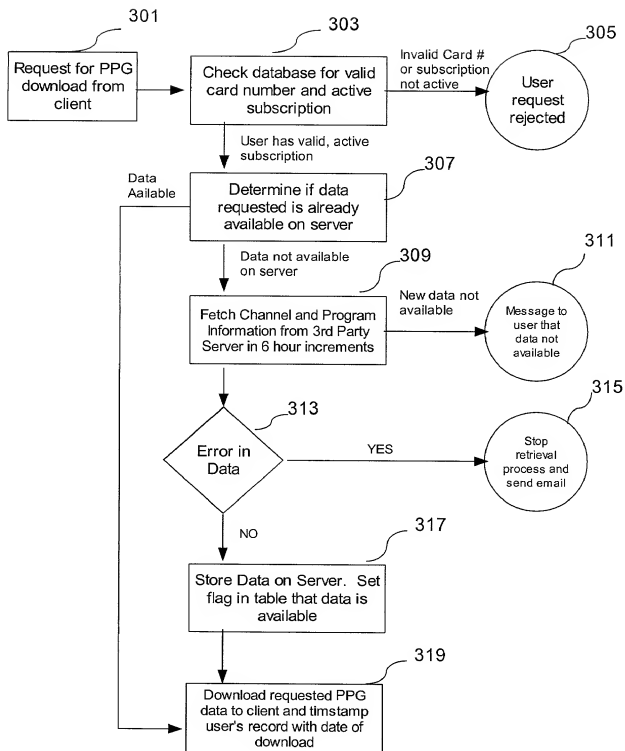 301
303
305
Request for PPG
download from
client
Check database for valid
card number and active
subscription
Invalid Card #
or subscription
not active
User
request
rejected
User has valid, active
subscription
307
Data
Aailable
Determine if data
requested is already
available on server
Data not available
on server
309
311
Fetch Channel and Program
Information from 3rd Party
Server in 6 hour increments
New data not
available
Message to
user that
data not
available
313
315
Error in
Data
YES
Stop
retrieval
process and
send email
NO
317
Store Data on Server. Set
flag in table that data is
available
319
Download requested PPG
data to client and timstamp
user's record with date of
download